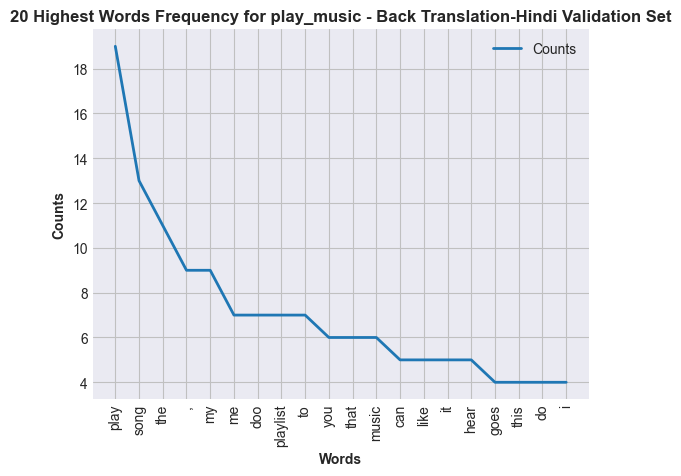 20 Highest Words Frequency for play_music - Back Translation-Hindi Validation Set
Counts
18
16
14
12
10
8
6
4
Counts
play
song
the
,
my
me
doo
playlist
to
you
that
music
can
like
it
hear
goes
this
do
i
Words